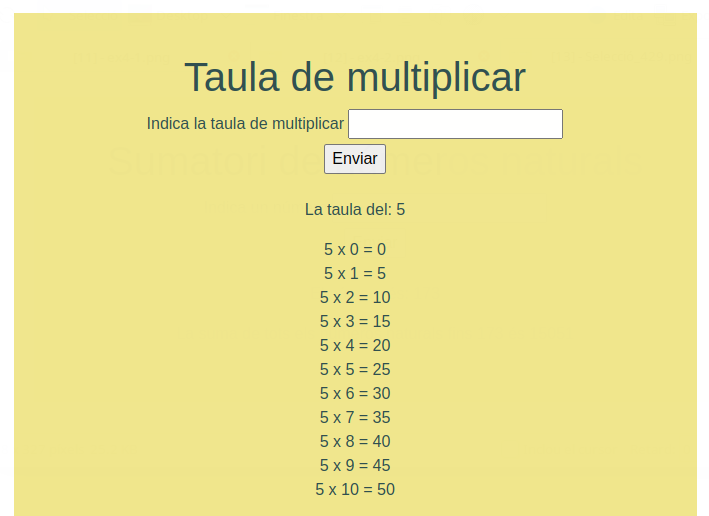 Taula de multiplicar
Indica la taula de multiplicar
Enviar
La taula del: 5
5 x 0 = 0
5 x 1 = 5
5 x 2 = 10
5 x 3 = 15
5 x 4 = 20
5 x 5 = 25
5 x 6 = 30
5 x 7 = 35
5 x 8 = 40
5 x 9 = 45
5 x 10 = 50